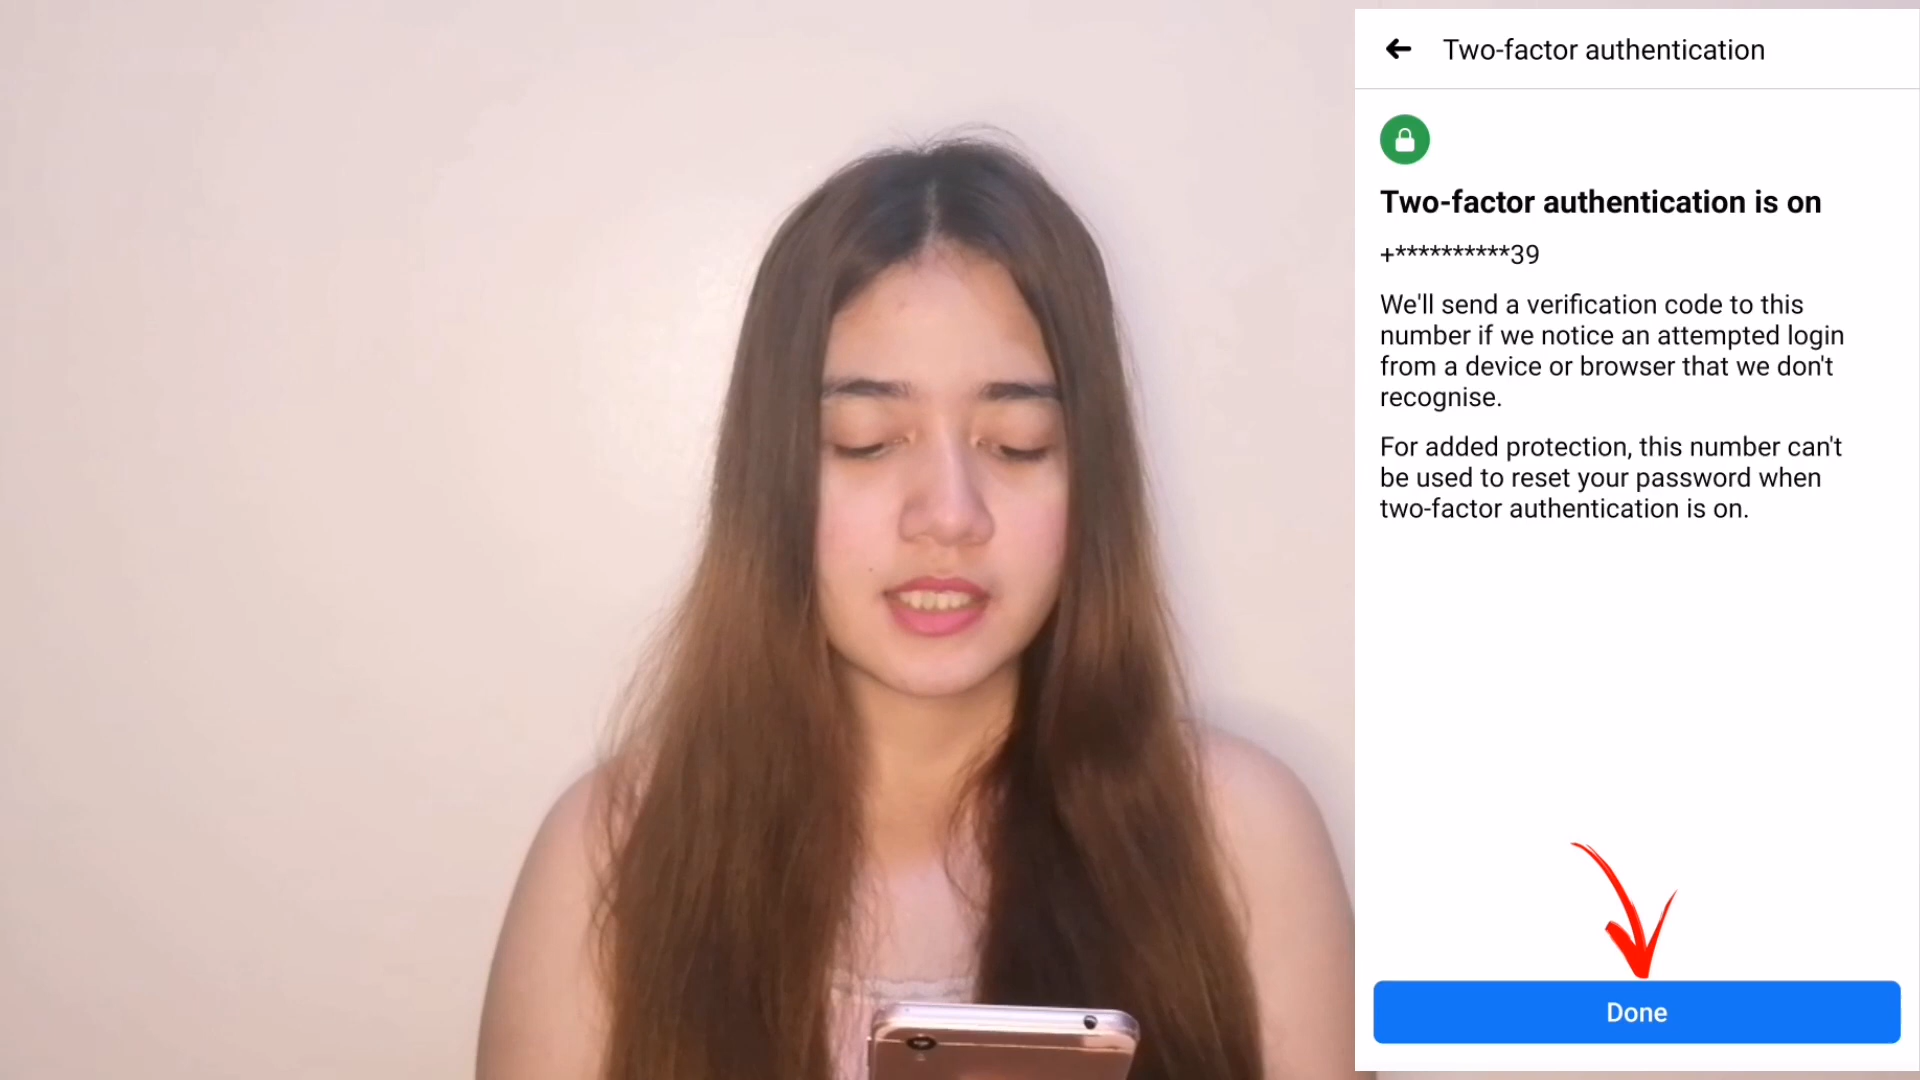 Two-factor authentication
Two-factor authentication is on
+**********39
We'll send a verification code to this
number if we notice an attempted login
from a device or browser that we don't
recognise.
For added protection, this number can't
be used to reset your password when
two-factor authentication is on.
Done